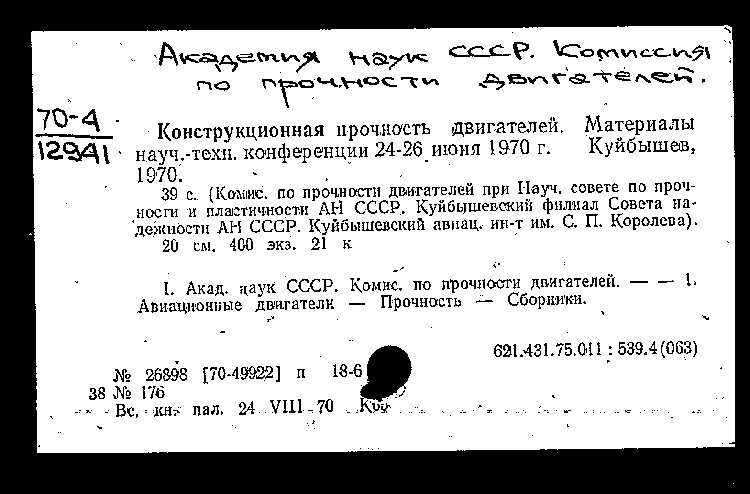 Академия наук СССР. Комиссия
по прочности двигателей.
70-4
12941
Конструкционная прочность двигателей. Материалы
науч.-техн. конференции 24-26 июня 1970 г. Куйбышев,
1970.
39 с. (Комис. по прочности двигателей при Науч. совете по проч-
ности и пластичности АН СССР. Куйбышевский филиал Совета на-
дежности АН СССР. Куйбышевский авиац. ин-т им. С. П. Королева).
20 см. 400 экз. 21 к
I. Акад. наук СССР. Комис. по прочности двигателей. — — 1.
Авиационные двигатели — Прочность — Сборники.
621.431.75.011 : 539.4(063)
№ 26898 [70-49922] п 18-6
38 № 176
Вс. кн. пал. 24 VIII 70